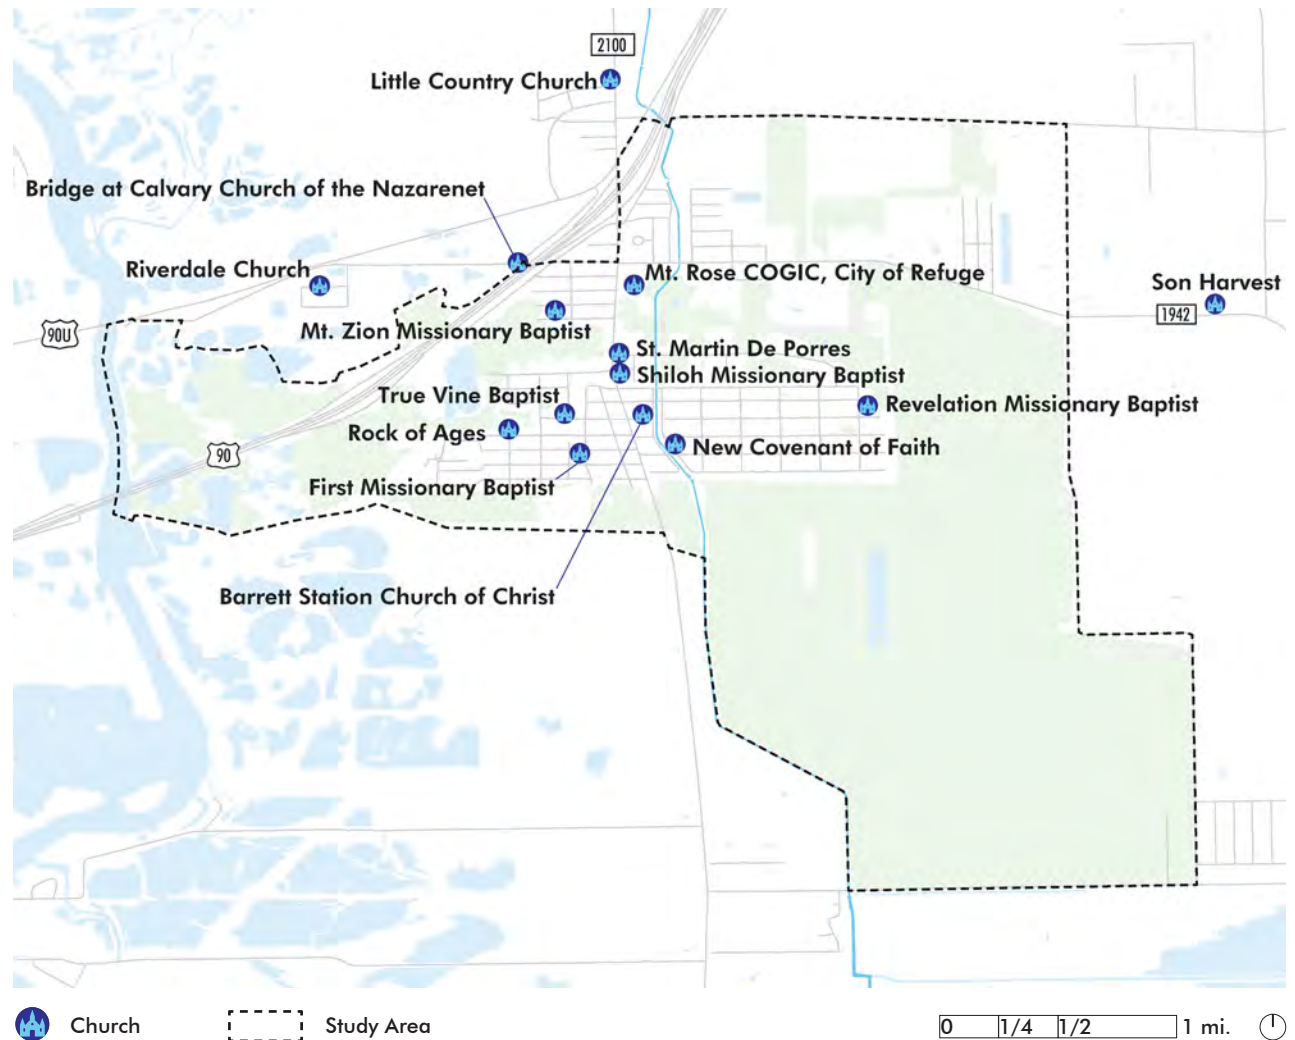 2100
Little Country Church
Bridge at Calvary Church of the Nazarenet
Riverdale Church
Mt. Rose COGIC, City of Refuge
Son Harvest
1942
90U
Mt. Zion Missionary Baptist
St. Martin De Porres
Shiloh Missionary Baptist
True Vine Baptist
Revelation Missionary Baptist
Rock of Ages
New Covenant of Faith
90
First Missionary Baptist
Barrett Station Church of Christ
Church
Study Area
0 1/4 1/2 1 mi.